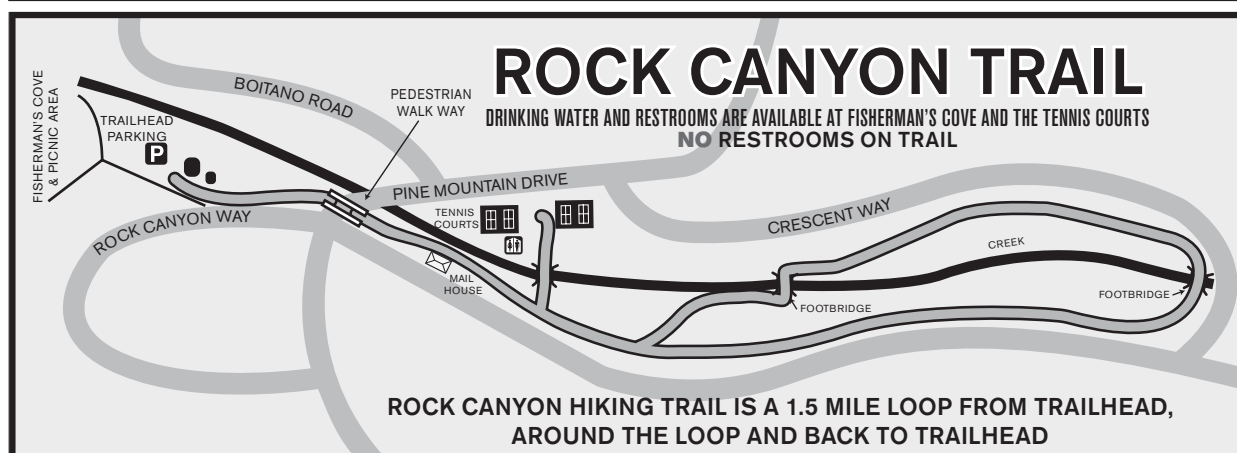 ROCK CANYON TRAIL
DRINKING WATER AND RESTROOMS ARE AVAILABLE AT FISHERMAN'S COVE AND THE TENNIS COURTS
NO RESTROOMS ON TRAIL
FISHERMAN'S COVE
& PICNIC AREA
TRAILHEAD
PARKING
P
BOITANO ROAD
PEDESTRIAN
WALK WAY
PINE MOUNTAIN DRIVE
ROCK CANYON WAY
TENNIS
COURTS
MAIL
HOUSE
CRESCENT WAY
CREEK
FOOTBRIDGE
FOOTBRIDGE
ROCK CANYON HIKING TRAIL IS A 1.5 MILE LOOP FROM TRAILHEAD,
AROUND THE LOOP AND BACK TO TRAILHEAD